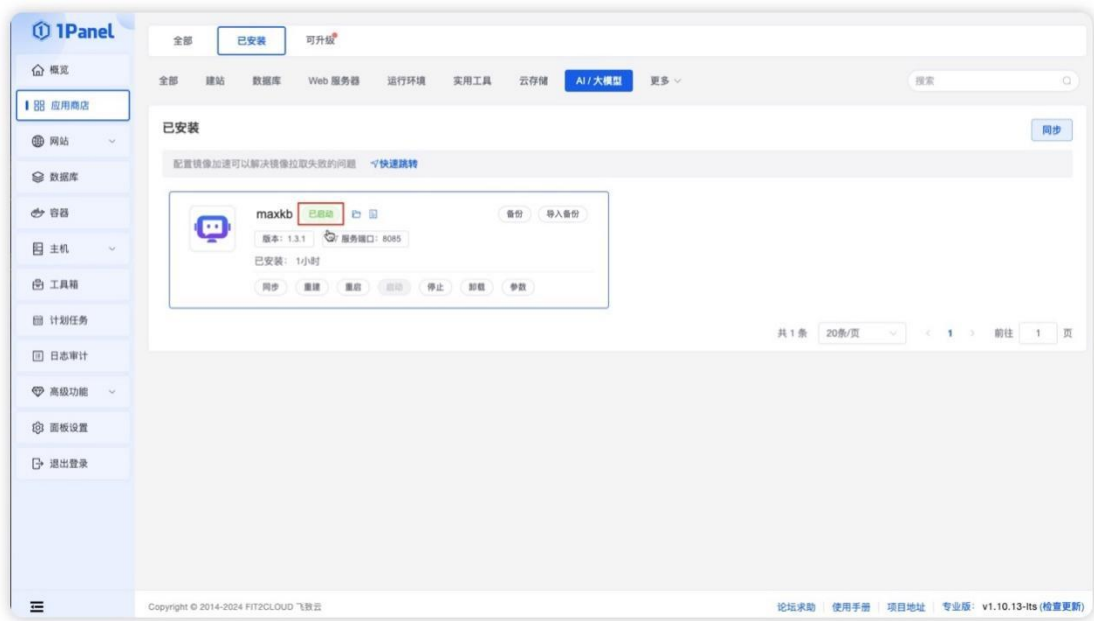 1Panel
概览
应用商店
网站
数据库
容器
主机
工具箱
计划任务
日志审计
高级功能
面板设置
退出登录
全部 已安装 可升级
全部 建站 数据库 Web 服务器 运行环境 实用工具 云存储 AI / 大模型 更多
搜索
已安装
同步
配置镜像加速可以解决镜像拉取失败的问题 快速跳转
maxkb 已启动 备份 导入备份
版本：1.3.1 服务端口：8085
已安装：1小时
同步 重建 重启 启动 停止 卸载 参数
共 1 条 20条/页 1 前往 1 页
Copyright © 2014-2024 FIT2CLOUD 飞致云
论坛求助 使用手册 项目地址 专业版：v1.10.13-lts (检查更新)